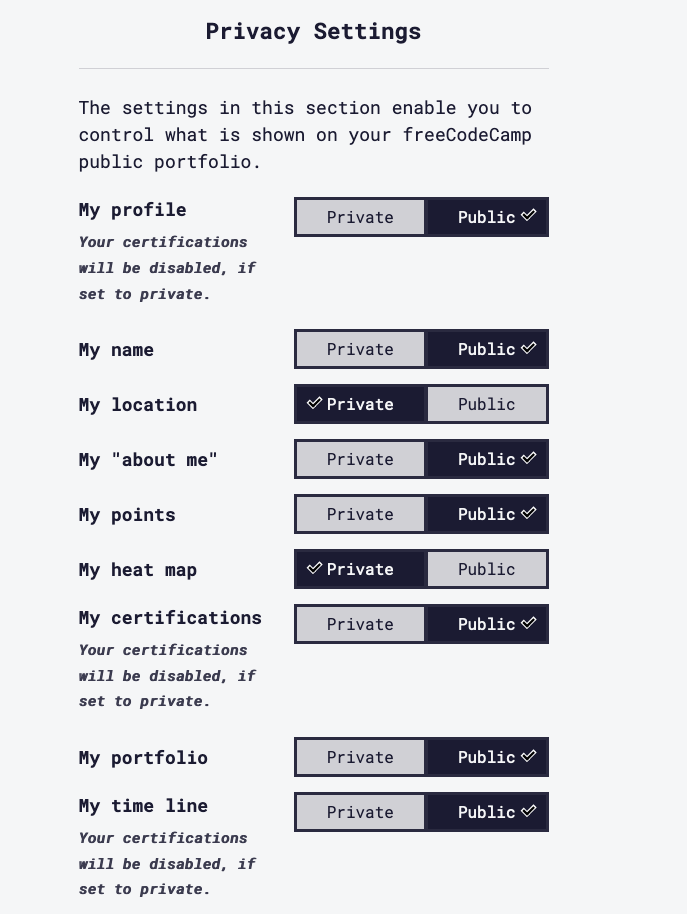 Privacy Settings
The settings in this section enable you to
control what is shown on your freeCodeCamp
public portfolio.
My profile
Private Public
Your certifications
will be disabled, if
set to private.
My name
Private Public
My location
Private Public
My "about me"
Private Public
My points
Private Public
My heat map
Private Public
My certifications
Private Public
Your certifications
will be disabled, if
set to private.
My portfolio
Private Public
My time line
Private Public
Your certifications
will be disabled, if
set to private.